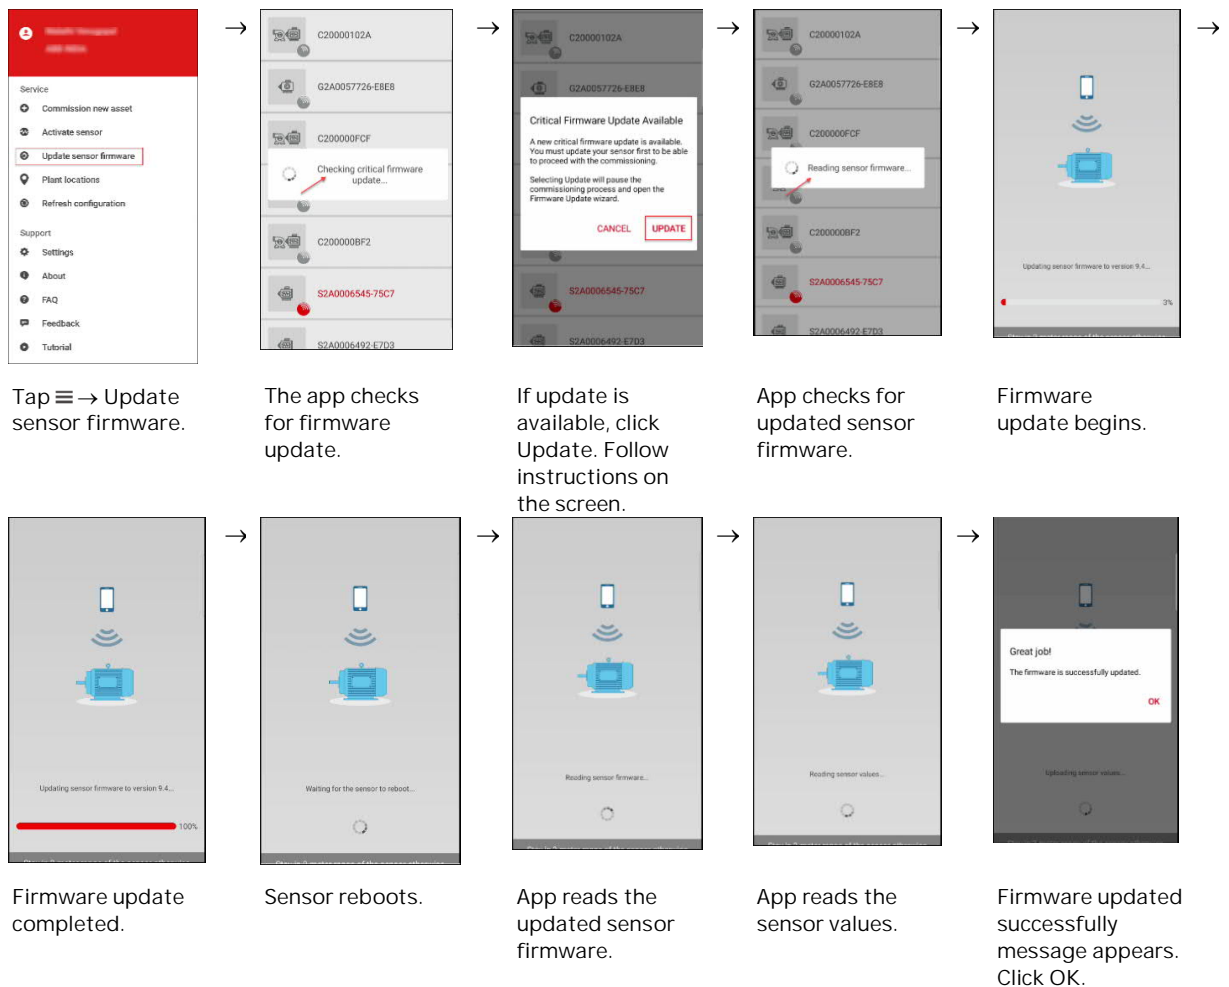 Service
Commission new asset
Activate sensor
Update sensor firmware
Plant locations
Refresh configuration
Support
Settings
About
FAQ
Feedback
Tutorial
→
C20000102A
G2A0057726-E8E8
C200000FCF
Checking critical firmware
update...
C200000BF2
S2A0006545-75C7
S2A0006492-E7D3
→
C20000102A
G2A0057726-E8E8
Critical Firmware Update Available
A new critical firmware update is available.
You must update your sensor first to be able
to proceed with the commissioning.
Selecting Update will pause the
commissioning process and open the
Firmware Update wizard.
CANCEL UPDATE
S2A0006545-75C7
S2A0006492-E7D3
→
C20000102A
G2A0057726-E8E8
C200000FCF
Reading sensor firmware...
C200000BF2
S2A0006545-75C7
S2A0006492-E7D3
→
Updating sensor firmware to version 9.4...
3%
→
Tap ≡ → Update
sensor firmware.
The app checks
for firmware
update.
If update is
available, click
Update. Follow
instructions on
the screen.
App checks for
updated sensor
firmware.
Firmware
update begins.
Updating sensor firmware to version 9.4...
100%
→
Waiting for the sensor to reboot...
→
Reading sensor firmware...
→
Reading sensor values...
→
Great job!
The firmware is successfully updated.
OK
Uploading sensor values...
Firmware update
completed.
Sensor reboots.
App reads the
updated sensor
firmware.
App reads the
sensor values.
Firmware updated
successfully
message appears.
Click OK.